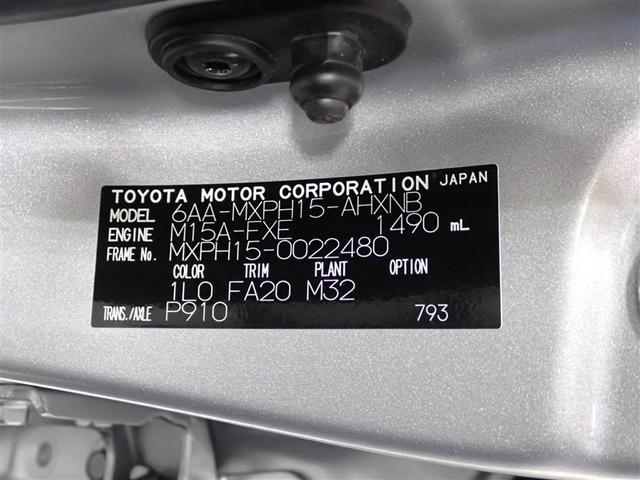 TOYOTA MOTOR CORPORATION JAPAN
MODEL 6AA-MXPH15-AHXNB
ENGINE M15A-FXE 1490 mL
FRAME No. MXPH15-0022480
COLOR TRIM PLANT OPTION
1L0 FA20 M32
TRANS./AXLE P910 793